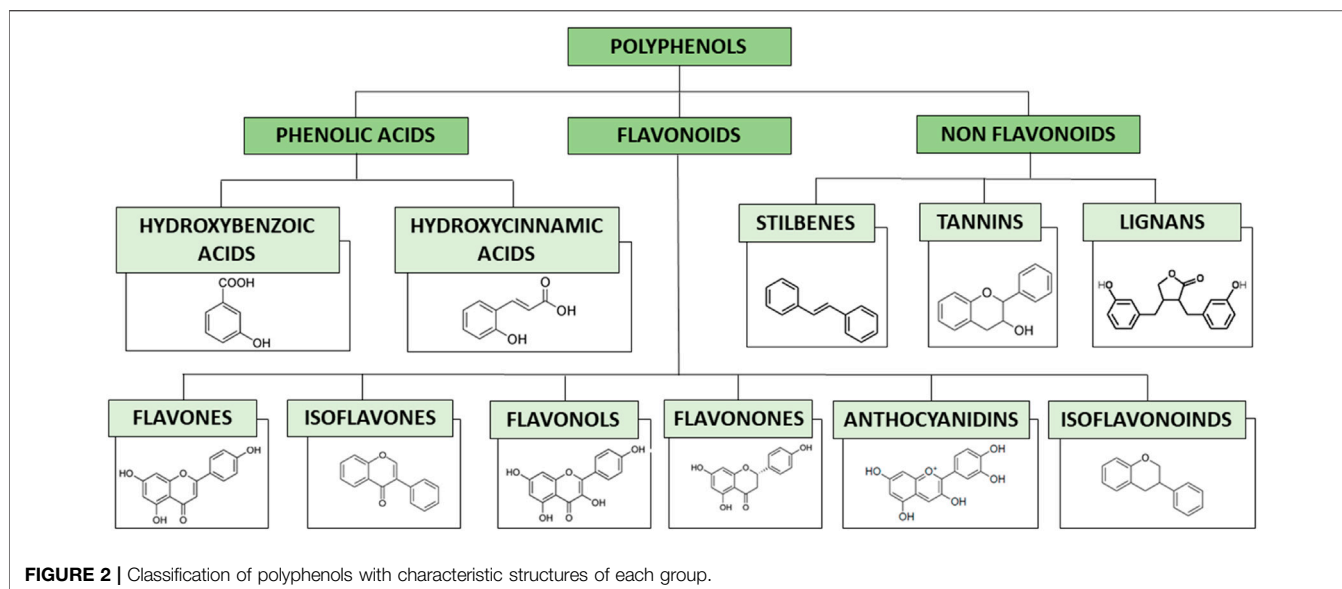 POLYPHENOLS
PHENOLIC ACIDS
FLAVONOIDS
NON FLAVONOIDS
HYDROXYBENZOIC
ACIDS
COOH
OH
HYDROXYCINNAMIC
ACIDS
O
OH
OH
STILBENES
TANNINS
O
OH
LIGNANS
O
O
HO
OH
FLAVONES
OH
HO
O
OH
O
ISOFLAVONES
O
O
FLAVONOLS
OH
HO
O
OH
OH
O
FLAVONONES
OH
HO
O
OH
O
ANTHOCYANIDINS
OH
HO
O+
OH
OH
OH
ISOFLAVONOINDS
O
FIGURE 2 | Classification of polyphenols with characteristic structures of each group.